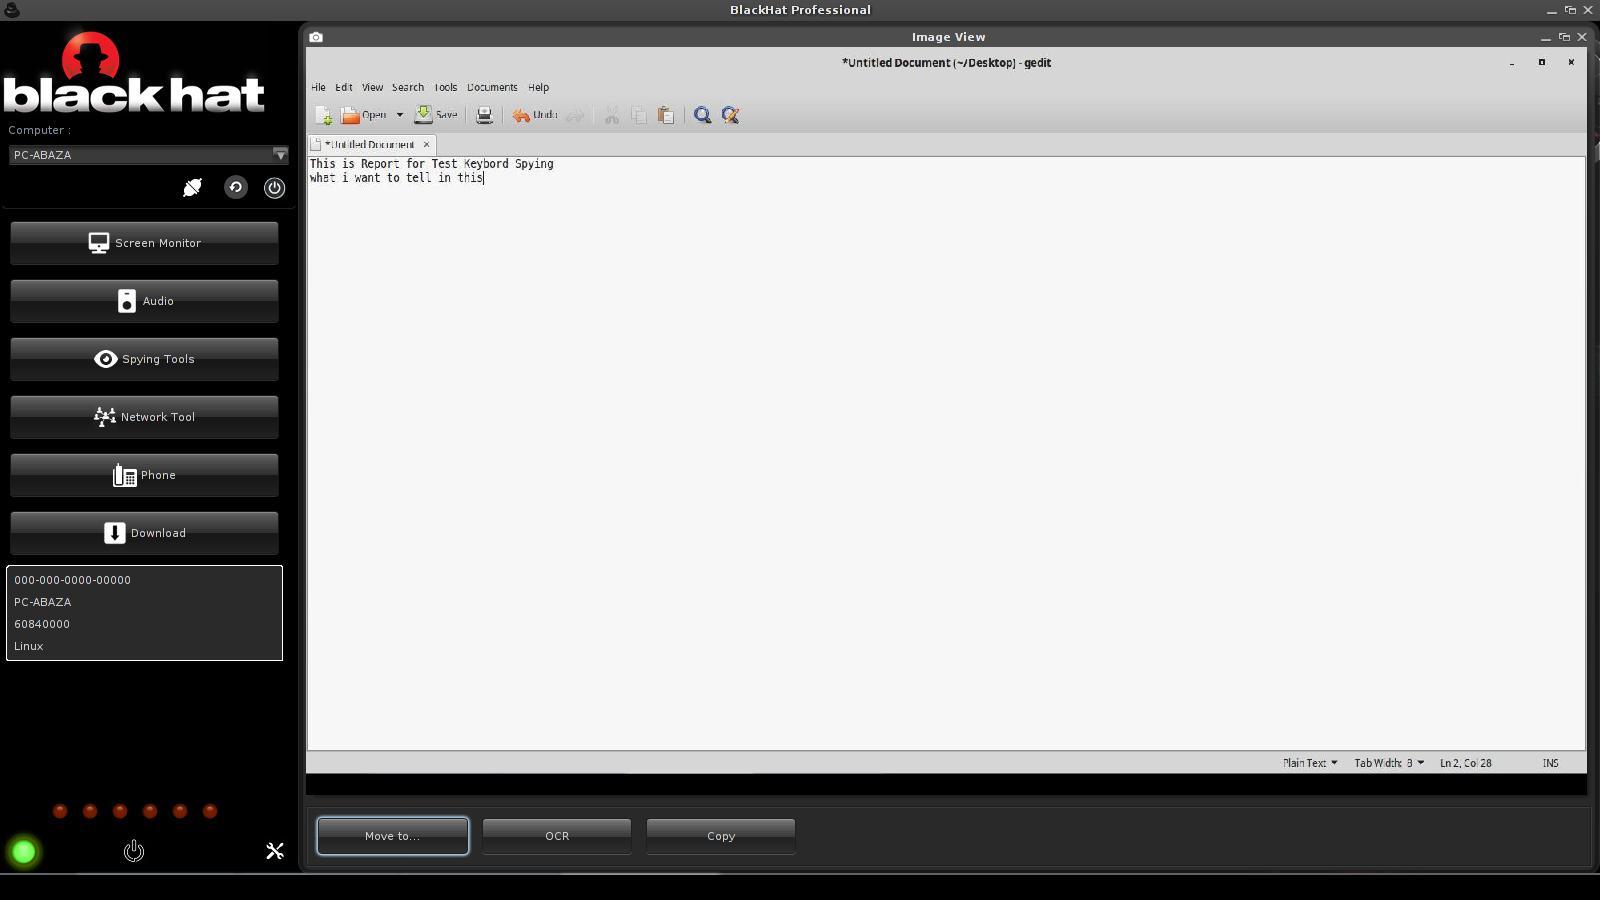 BlackHat Professional
black hat
Computer :
PC-ABAZA
Screen Monitor
Audio
Spying Tools
Network Tool
Phone
Download
000-000-0000-00000
PC-ABAZA
60840000
Linux
Image View
*Untitled Document (~/Desktop) - gedit
File Edit View Search Tools Documents Help
Open Save Undo
*Untitled Document
This is Report for Test Keybord Spying
what i want to tell in this
Plain Text Tab Width: 8 Ln 2, Col 28 INS
Move to... OCR Copy